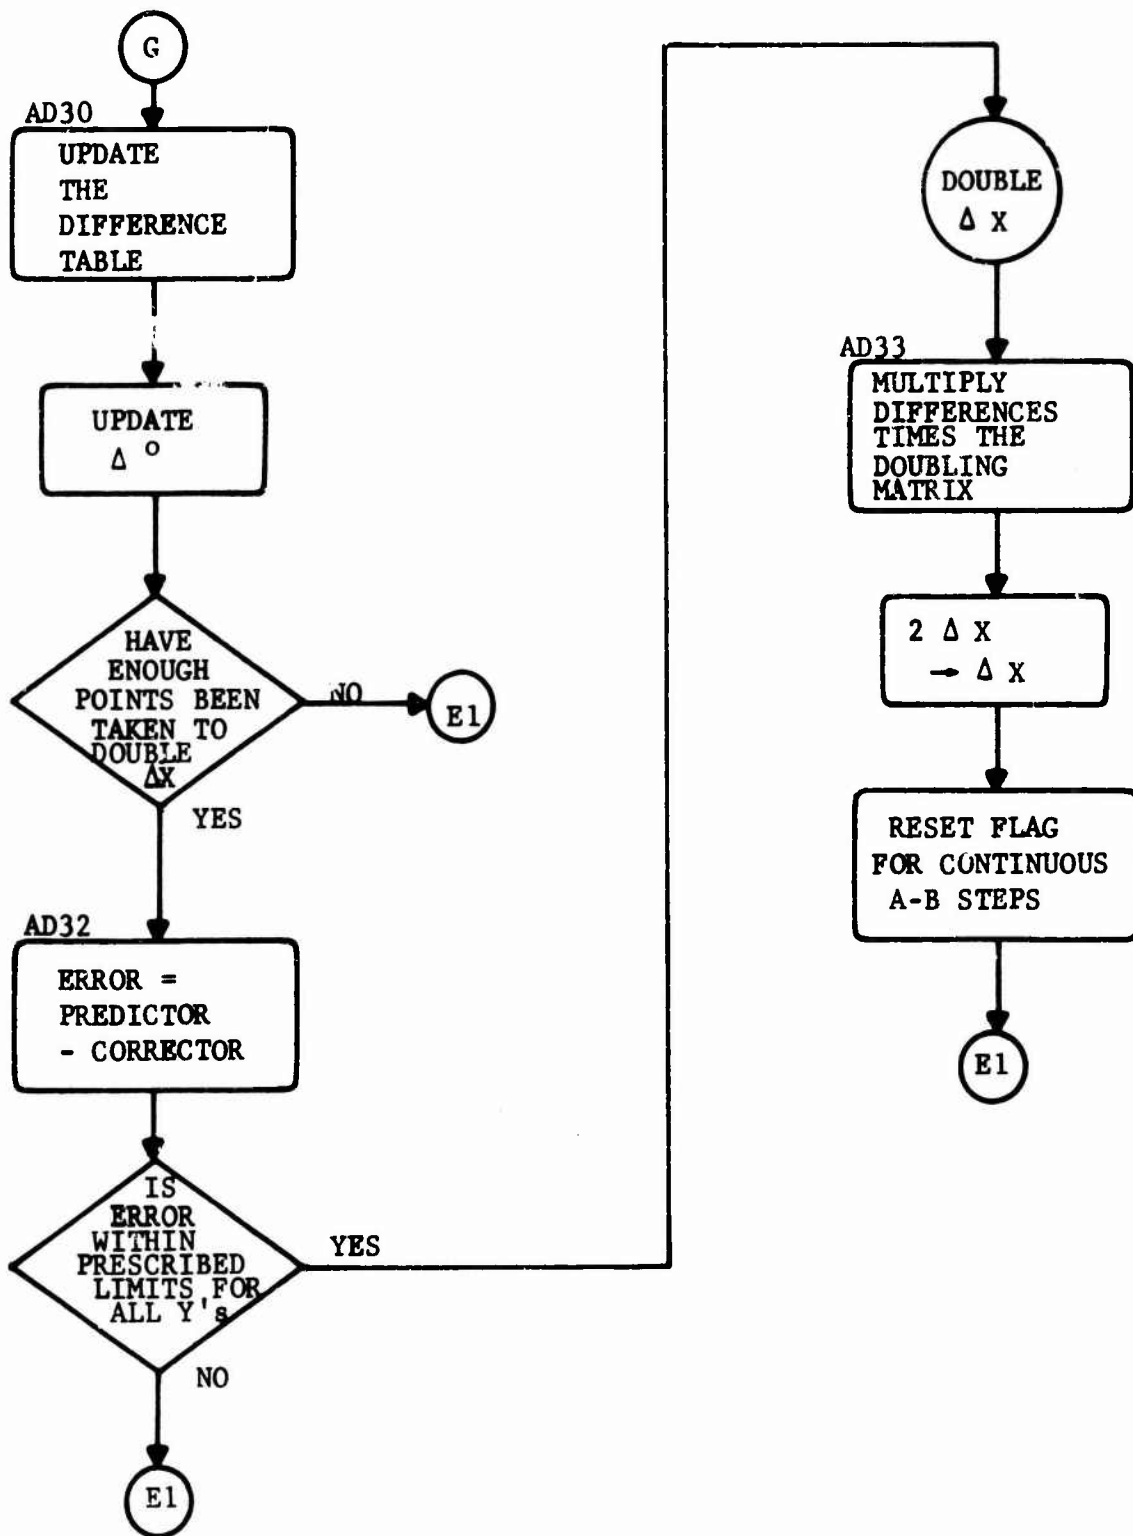 G
AD30
UPDATE
THE
DIFFERENCE
TABLE
UPDATE
Δ °
HAVE
ENOUGH
POINTS BEEN
TAKEN TO
DOUBLE
ΔX
NO
E1
YES
AD32
ERROR =
PREDICTOR
- CORRECTOR
IS
ERROR
WITHIN
PRESCRIBED
LIMITS FOR
ALL Y's
YES
NO
E1
DOUBLE
Δ X
AD33
MULTIPLY
DIFFERENCES
TIMES THE
DOUBLING
MATRIX
2 Δ X
→ Δ X
RESET FLAG
FOR CONTINUOUS
A-B STEPS
E1